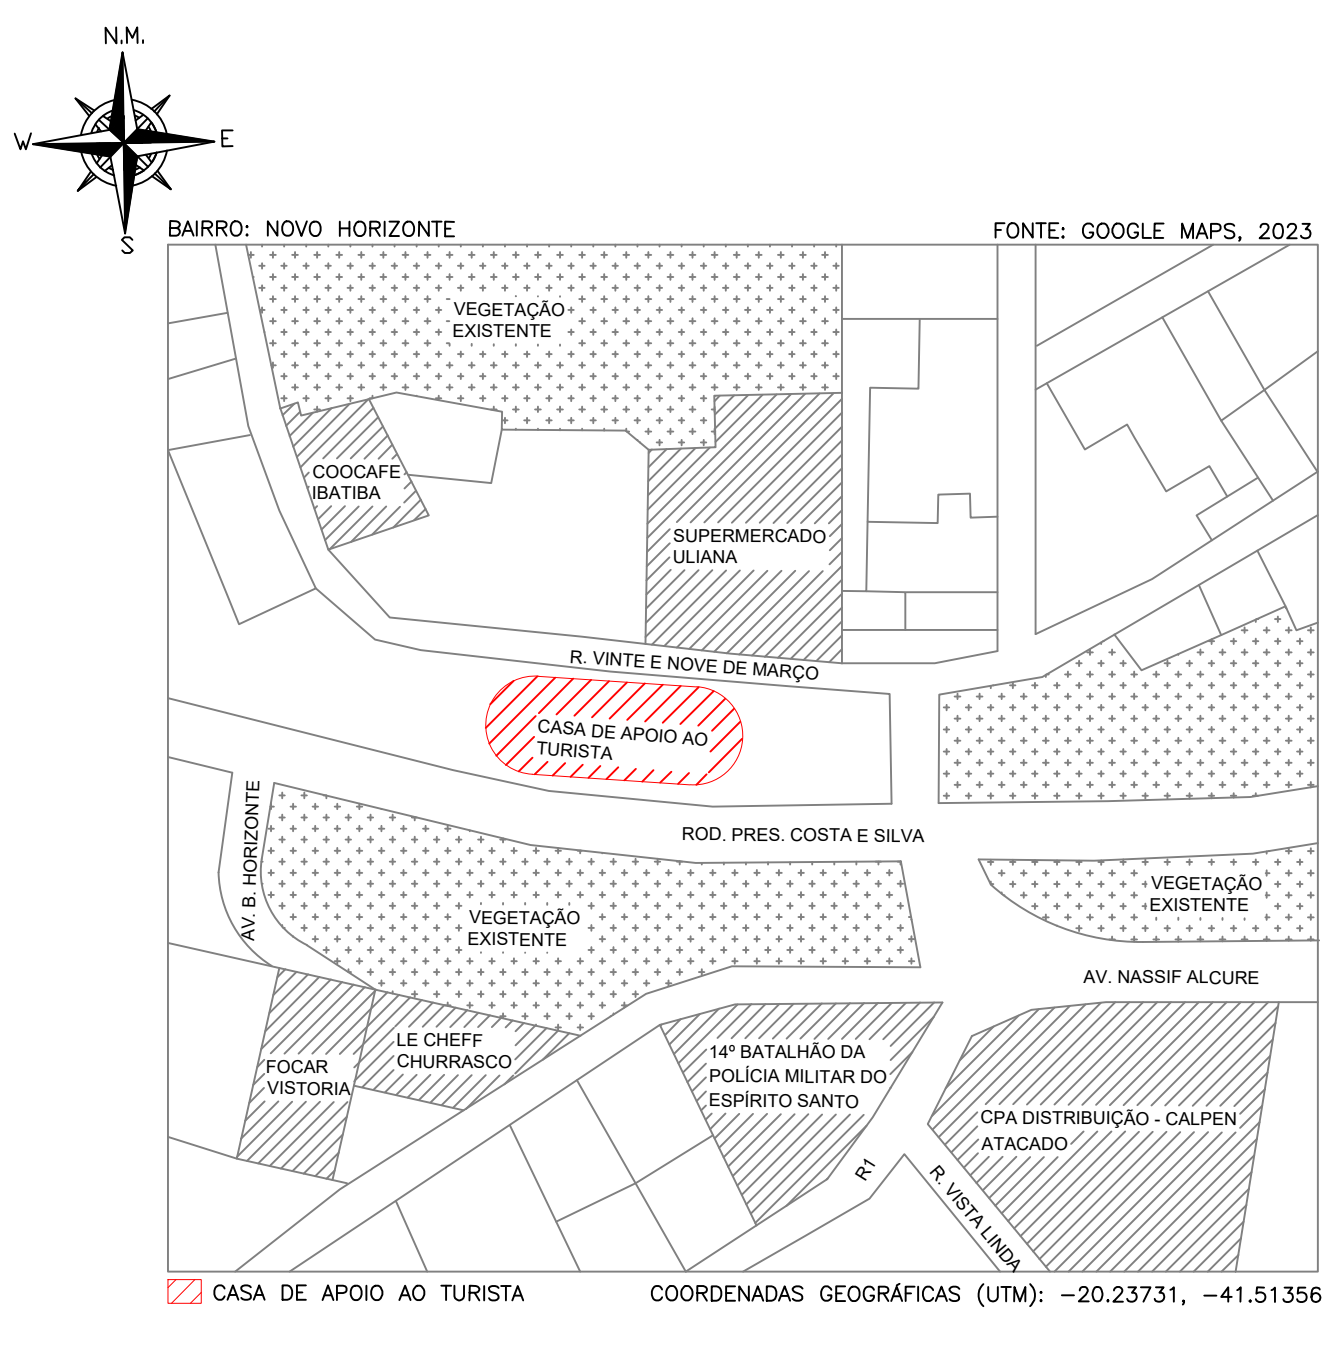 N.M.
W
E
S
BAIRRO: NOVO HORIZONTE
FONTE: GOOGLE MAPS, 2023
VEGETAÇÃO
EXISTENTE
COOCAFE
IBATIBA
SUPERMERCADO
ULIANA
R. VINTE E NOVE DE MARÇO
CASA DE APOIO AO
TURISTA
ROD. PRES. COSTA E SILVA
AV. B. HORIZONTE
VEGETAÇÃO
EXISTENTE
VEGETAÇÃO
EXISTENTE
AV. NASSIF ALCURE
FOCAR
VISTORIA
LE CHEFF
CHURRASCO
14º BATALHÃO DA
POLÍCIA MILITAR DO
ESPÍRITO SANTO
CPA DISTRIBUIÇÃO - CALPEN
ATACADO
R1
R. VISTA LINDA
CASA DE APOIO AO TURISTA
COORDENADAS GEOGRÁFICAS (UTM): -20.23731, -41.51356